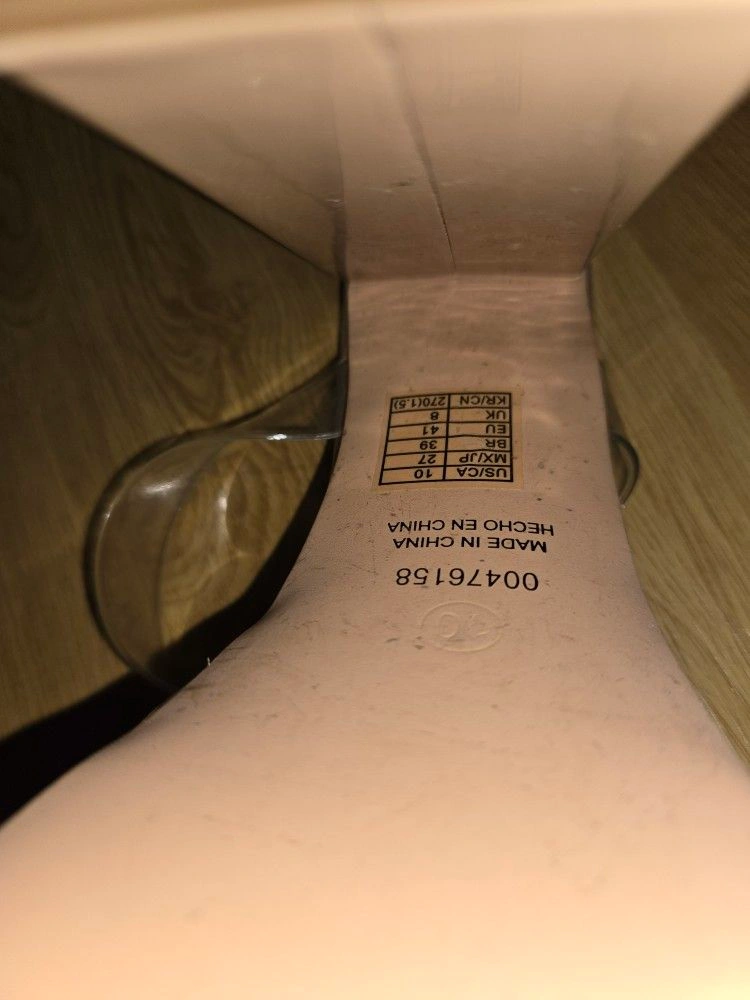 00476158
MADE IN CHINA
HECHO EN CHINA
US/CA 10
MX/JP 27
BR 39
EU 41
UK 8
KR/CN 270(1.5)